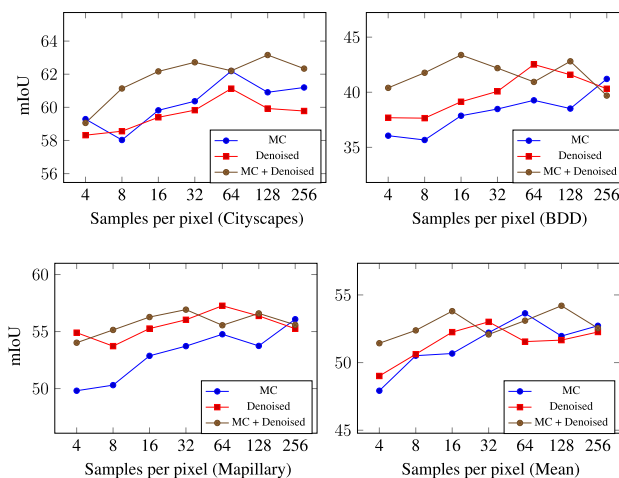 mIoU
64
62
60
58
56
4 8 16 32 64 128 256
MC
Denoised
MC + Denoised
Samples per pixel (Cityscapes)
45
40
35
4 8 16 32 64 128 256
MC
Denoised
MC + Denoised
Samples per pixel (BDD)
mIoU
60
55
50
4 8 16 32 64 128 256
MC
Denoised
MC + Denoised
Samples per pixel (Mapillary)
55
50
45
4 8 16 32 64 128 256
MC
Denoised
MC + Denoised
Samples per pixel (Mean)